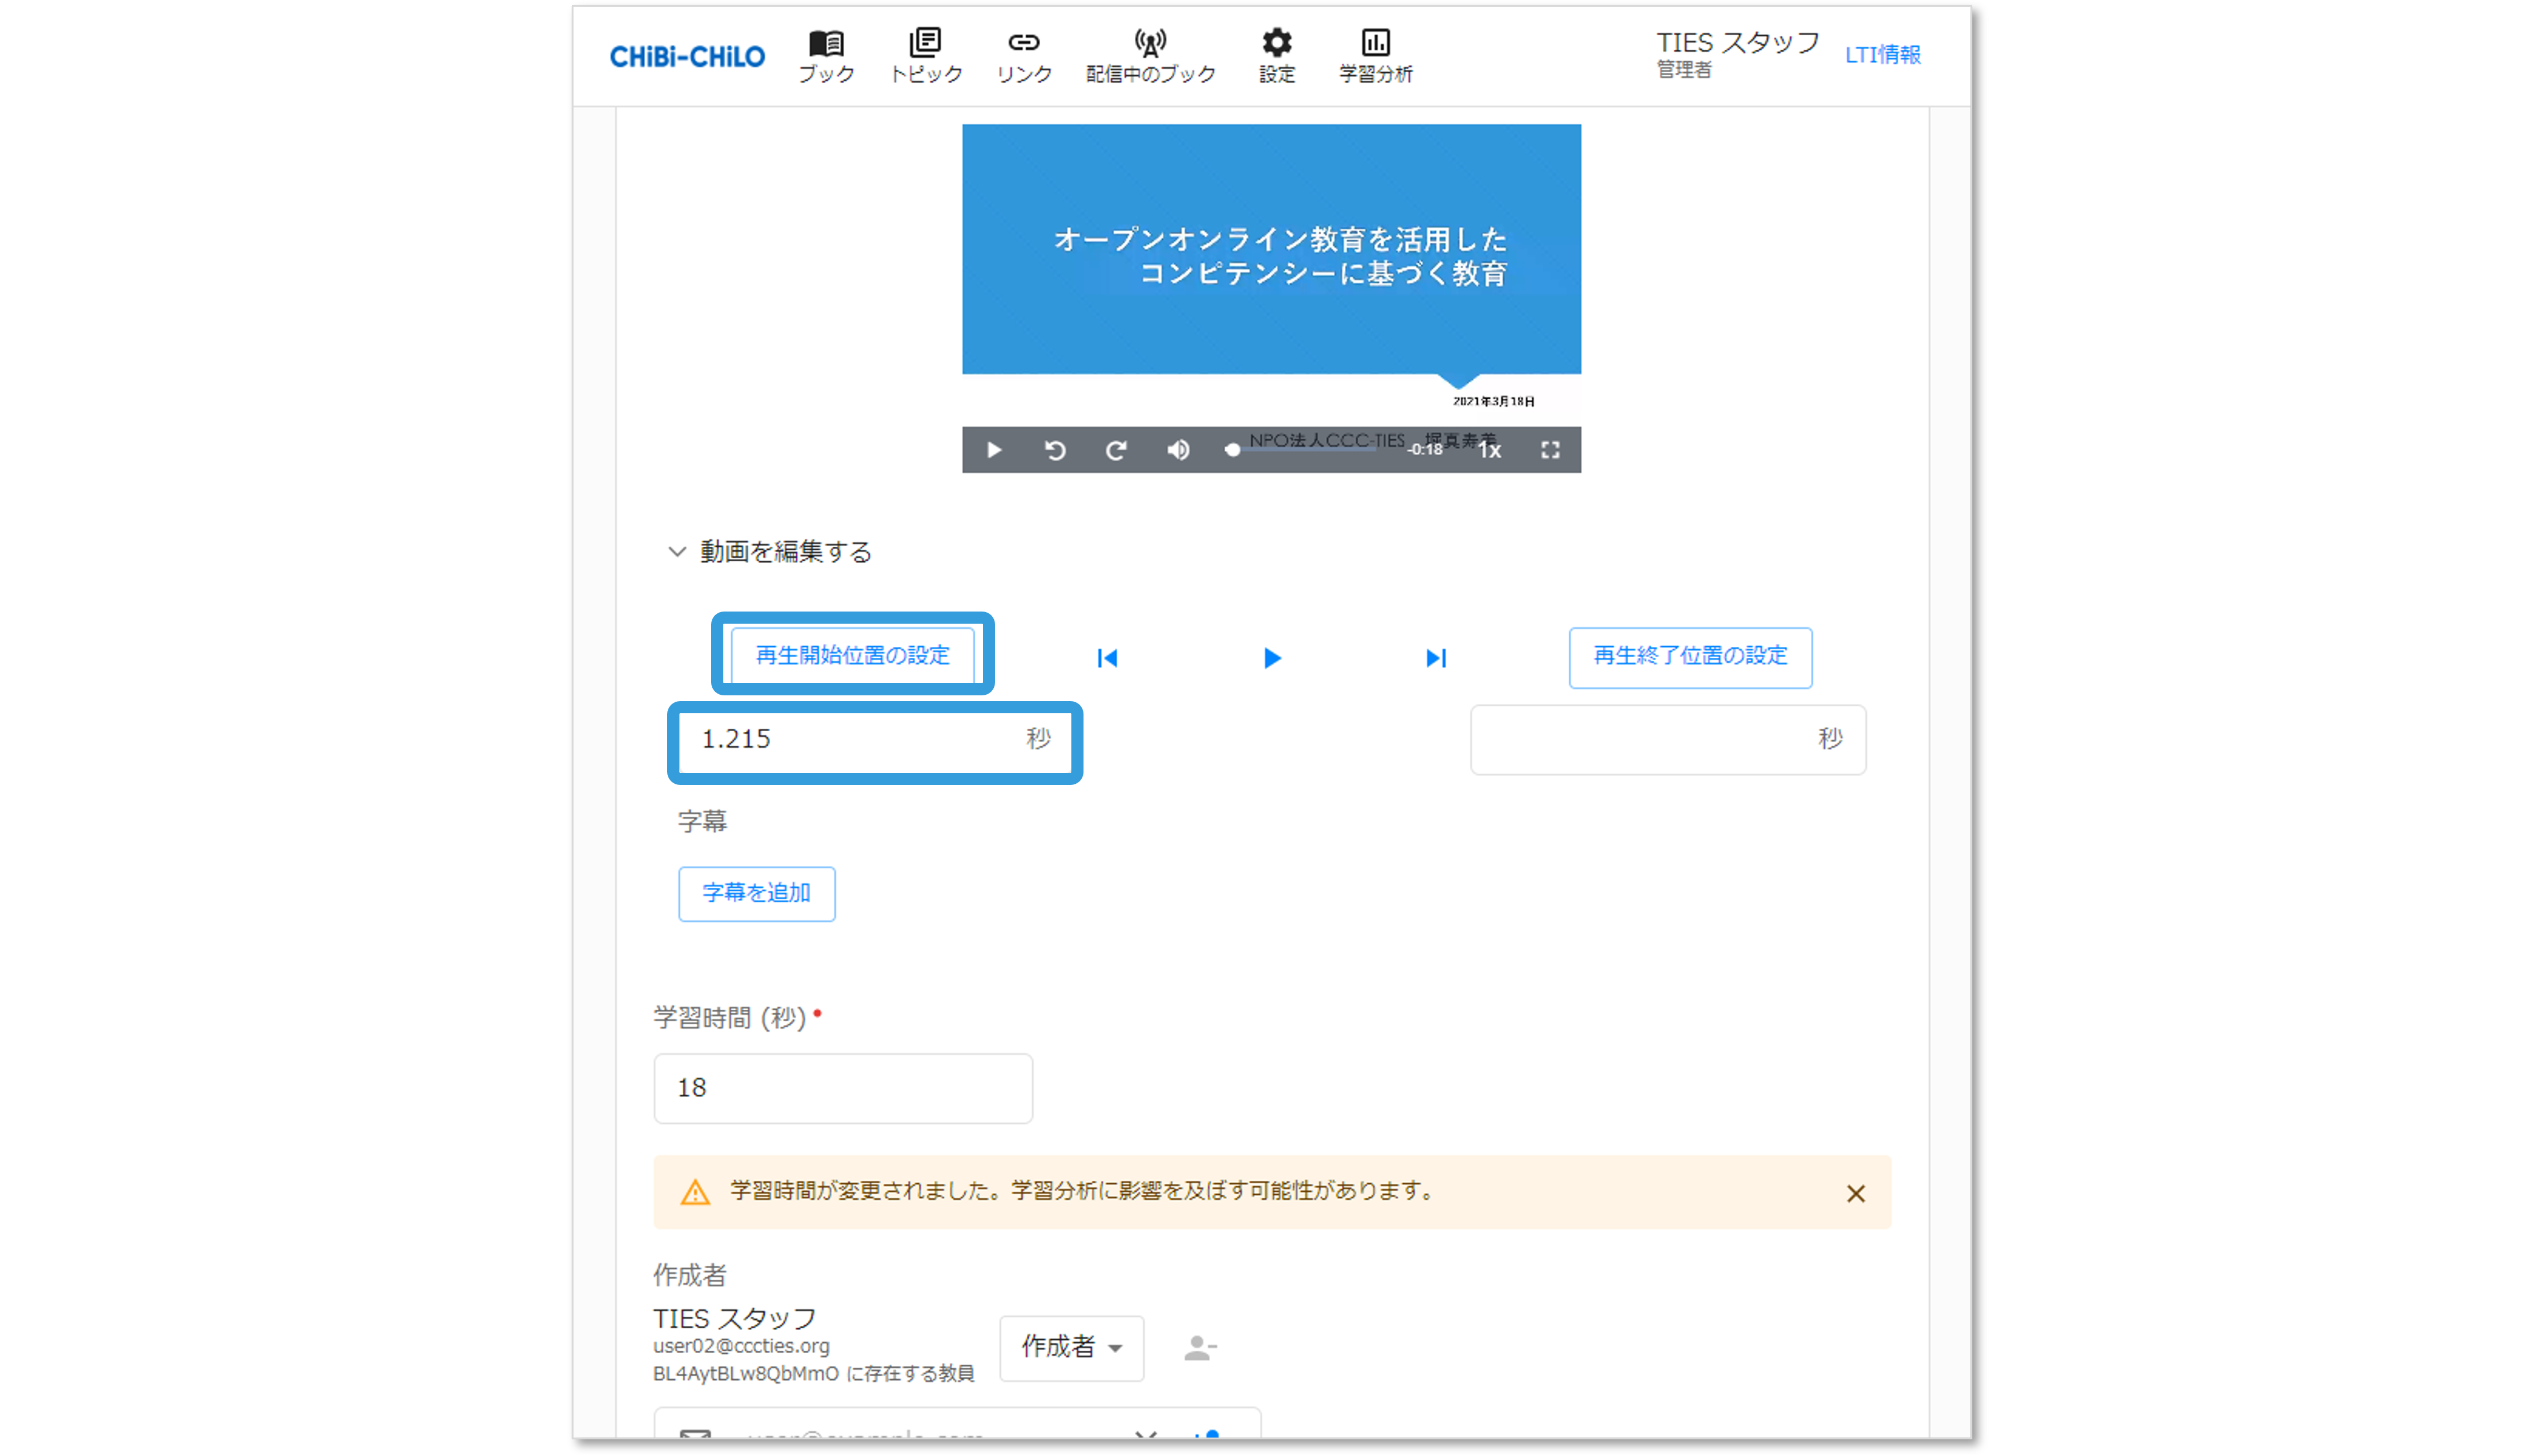 CHiBi-CHiLO
ブック
トピック
リンク
配信中のブック
設定
学習分析
TIES スタッフ
管理者
LTI情報
オープンオンライン教育を活用した
コンピテンシーに基づく教育
2021年3月18日
NPO法人CCC-TIES 堀真寿美
-0:18
1x
動画を編集する
再生開始位置の設定
再生終了位置の設定
1.215 秒
秒
字幕
字幕を追加
学習時間 (秒)
18
学習時間が変更されました。学習分析に影響を及ぼす可能性があります。
作成者
TIES スタッフ
user02@cccties.org
BL4AytBLw8QbMmO に存在する教員
作成者